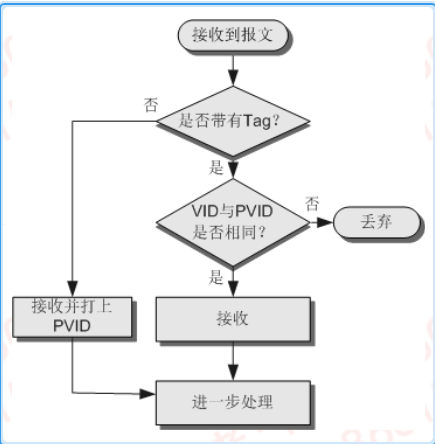 接收到报文
否
是否带有Tag?
是
VID与PVID
是否相同?
否
丢弃
是
接收并打上
PVID
接收
进一步处理